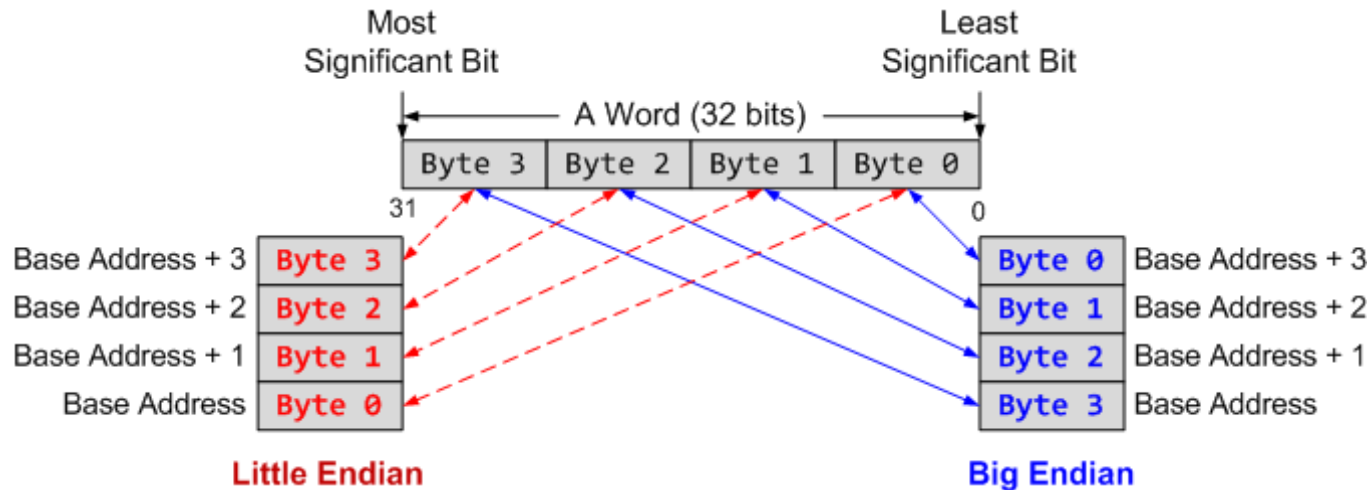 Most
Significant Bit
Least
Significant Bit
A Word (32 bits)
Byte 3 Byte 2 Byte 1 Byte 0
31 0
Base Address + 3 Byte 3 Byte 0 Base Address + 3
Base Address + 2 Byte 2 Byte 1 Base Address + 2
Base Address + 1 Byte 1 Byte 2 Base Address + 1
Base Address Byte 0 Byte 3 Base Address
Little Endian Big Endian